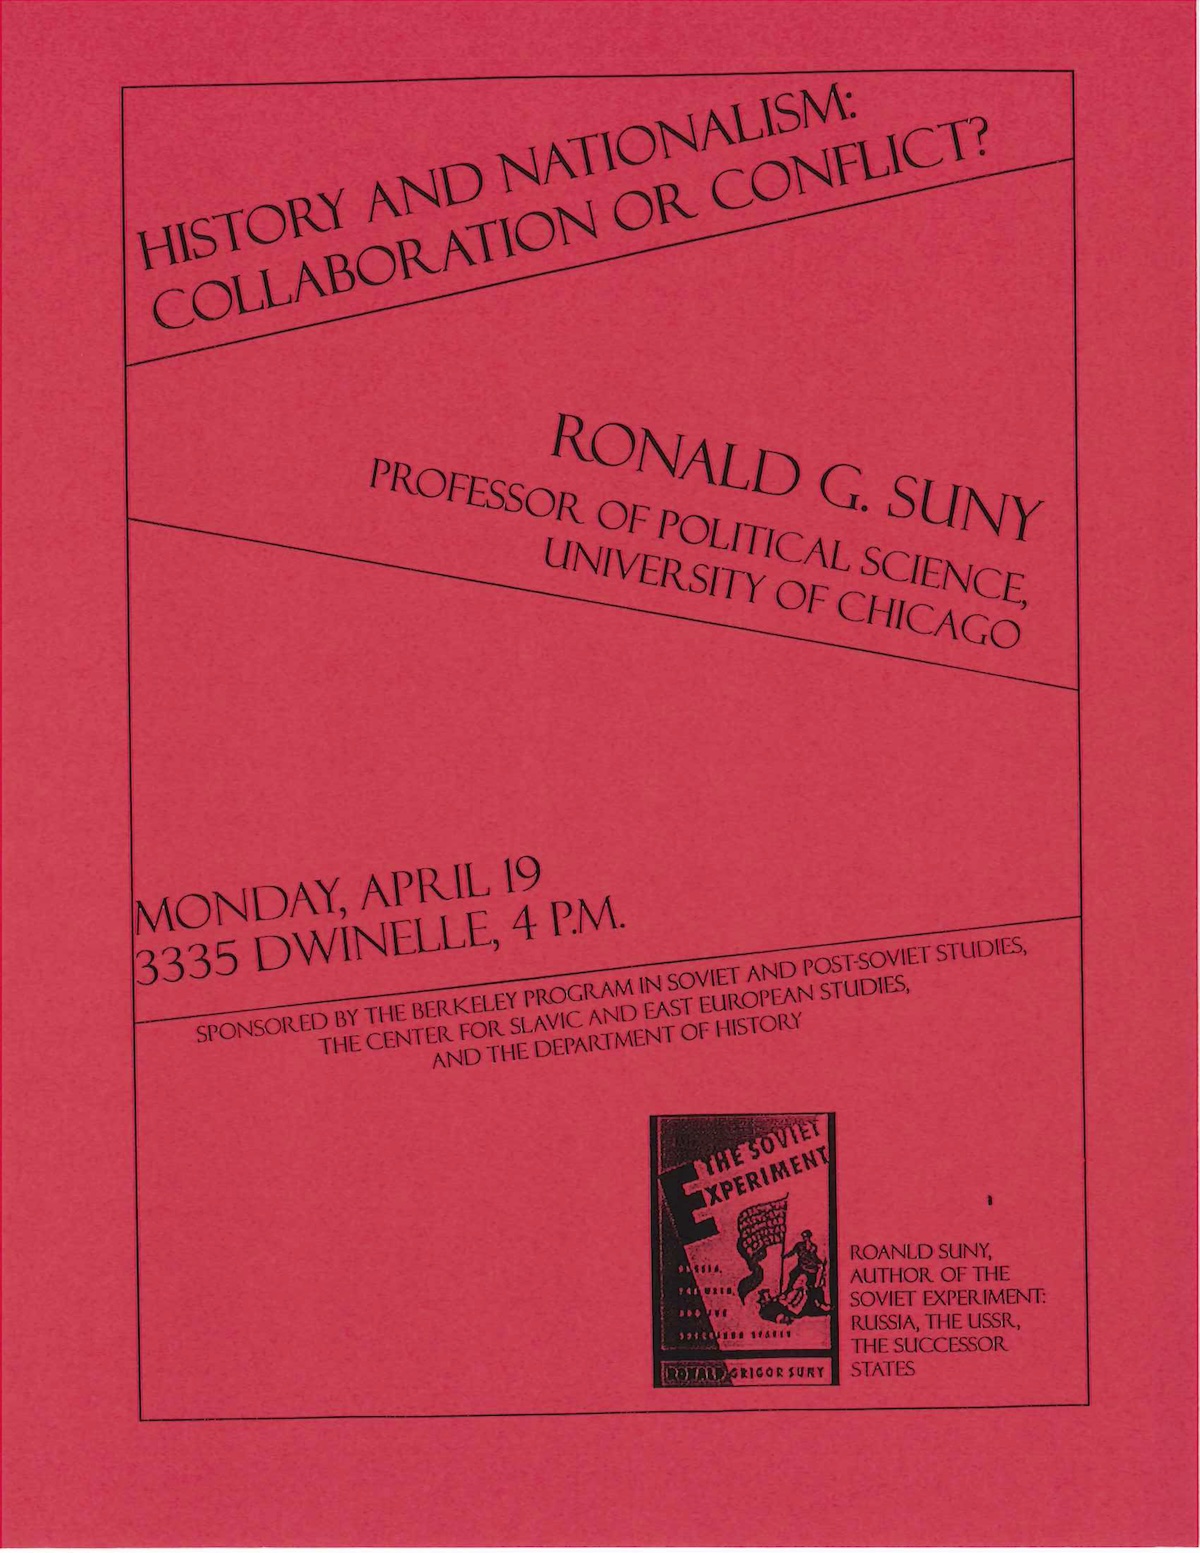 HISTORY AND NATIONALISM:
COLLABORATION OR CONFLICT?
RONALD G. SUNY
PROFESSOR OF POLITICAL SCIENCE,
UNIVERSITY OF CHICAGO
MONDAY, APRIL 19
3335 DWINELLE, 4 P.M.
SPONSORED BY THE BERKELEY PROGRAM IN SOVIET AND POST-SOVIET STUDIES,
THE CENTER FOR SLAVIC AND EAST EUROPEAN STUDIES,
AND THE DEPARTMENT OF HISTORY
THE SOVIET
EXPERIMENT
RONALD GRIGOR SUNY
ROANLD SUNY,
AUTHOR OF THE
SOVIET EXPERIMENT:
RUSSIA, THE USSR,
THE SUCCESSOR
STATES